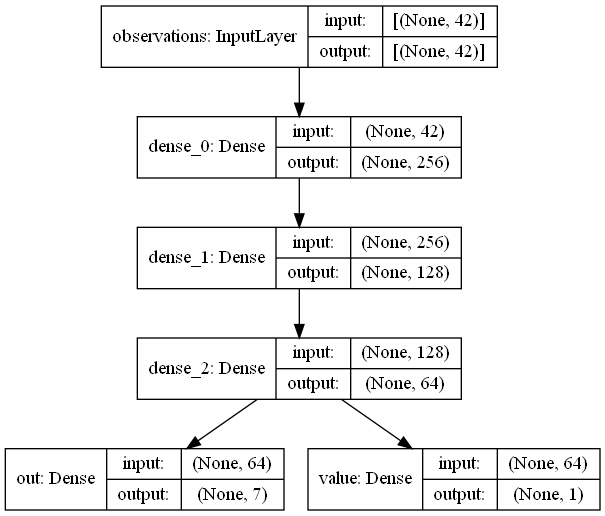 observations: InputLayer
input: [(None, 42)]
output: [(None, 42)]
dense_0: Dense
input: (None, 42)
output: (None, 256)
dense_1: Dense
input: (None, 256)
output: (None, 128)
dense_2: Dense
input: (None, 128)
output: (None, 64)
out: Dense
input: (None, 64)
output: (None, 7)
value: Dense
input: (None, 64)
output: (None, 1)